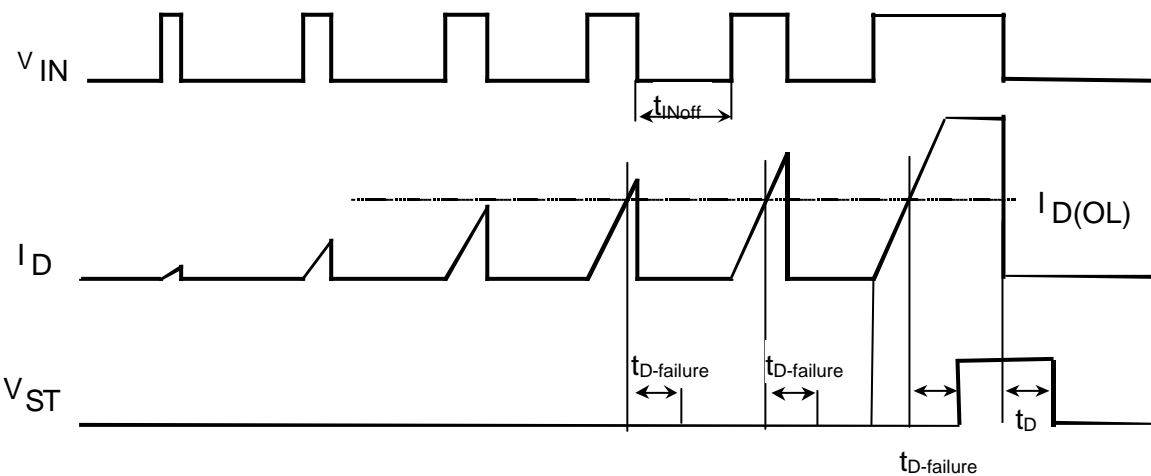 VIN
tINoff
ID(OL)
ID
tD-failure
tD-failure
VST
tD
tD-failure